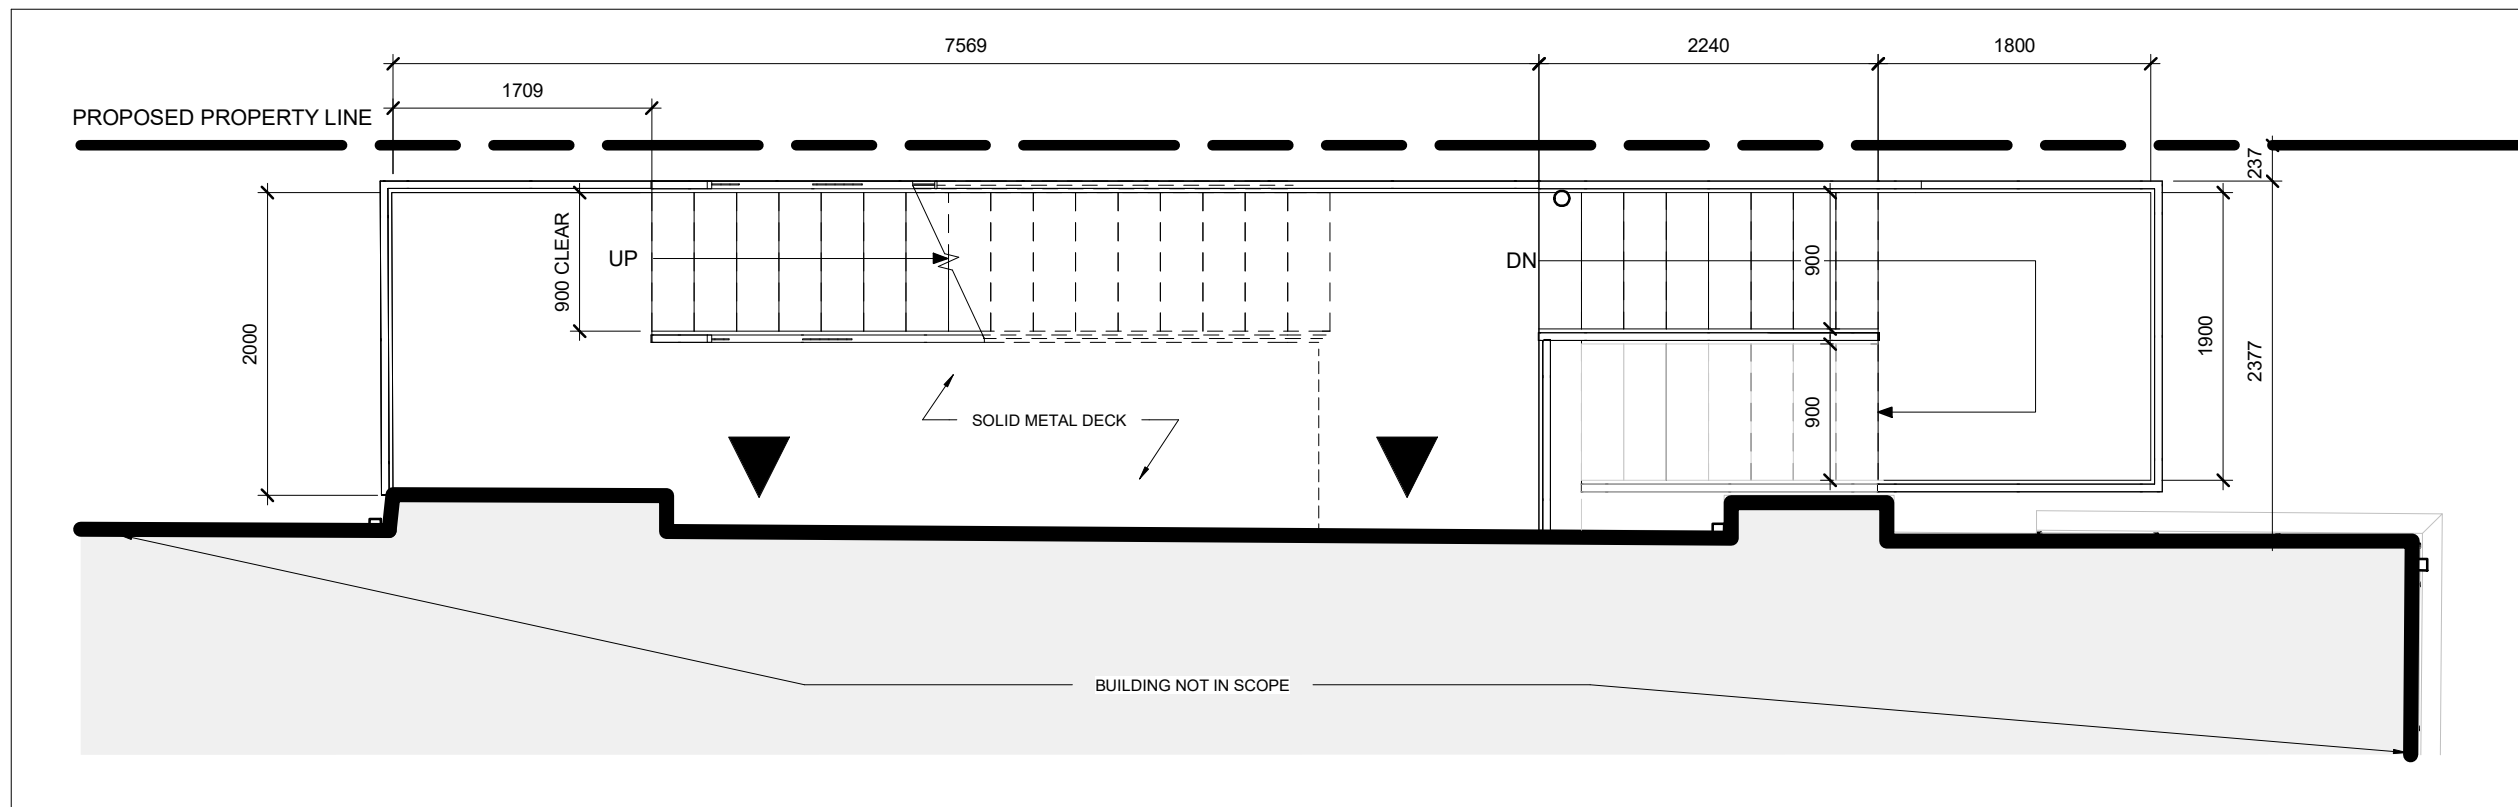 7569
2240
1800
1709
PROPOSED PROPERTY LINE
237
900 CLEAR
UP
DN
900
2000
1900
2377
900
SOLID METAL DECK
BUILDING NOT IN SCOPE